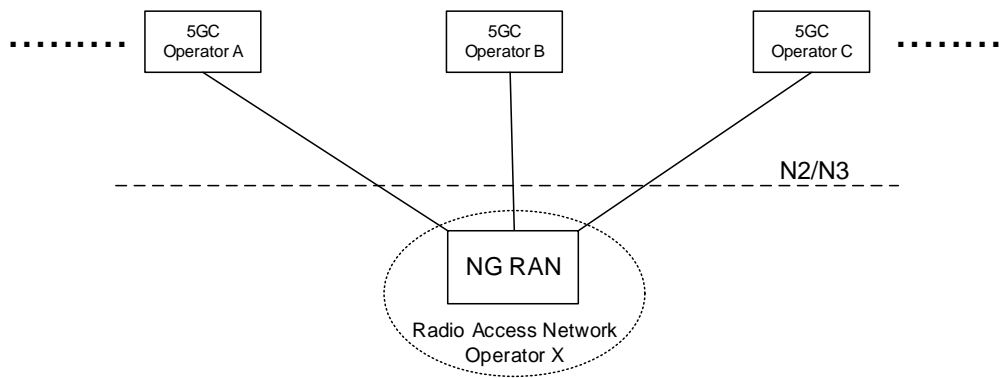 5GC
Operator A
5GC
Operator B
5GC
Operator C
N2/N3
NG RAN
Radio Access Network
Operator X